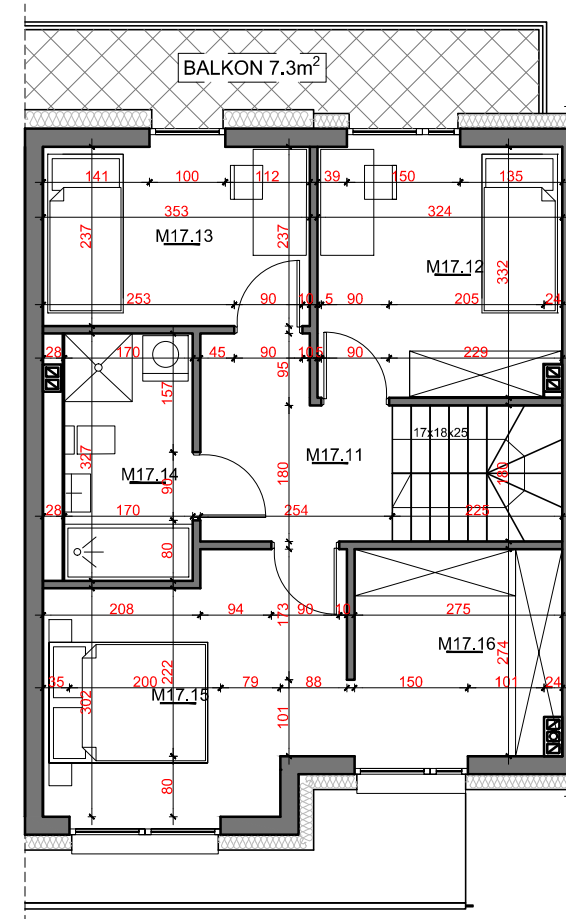 BALKON 7.3m²
141 100 112 39 150 135
353 324
237 M17.13 237 M17.12 332
253 90 10 5 90 205 24
28 170 45 90 10 5 90 229
157 95
17x18x25
327 M17.14 90 M17.11 180 180
28 170 254 225
80
208 94 173 90 10 275
M17.16 274
35 200 79 88 150 101 24
302 222 M17.15 101
80